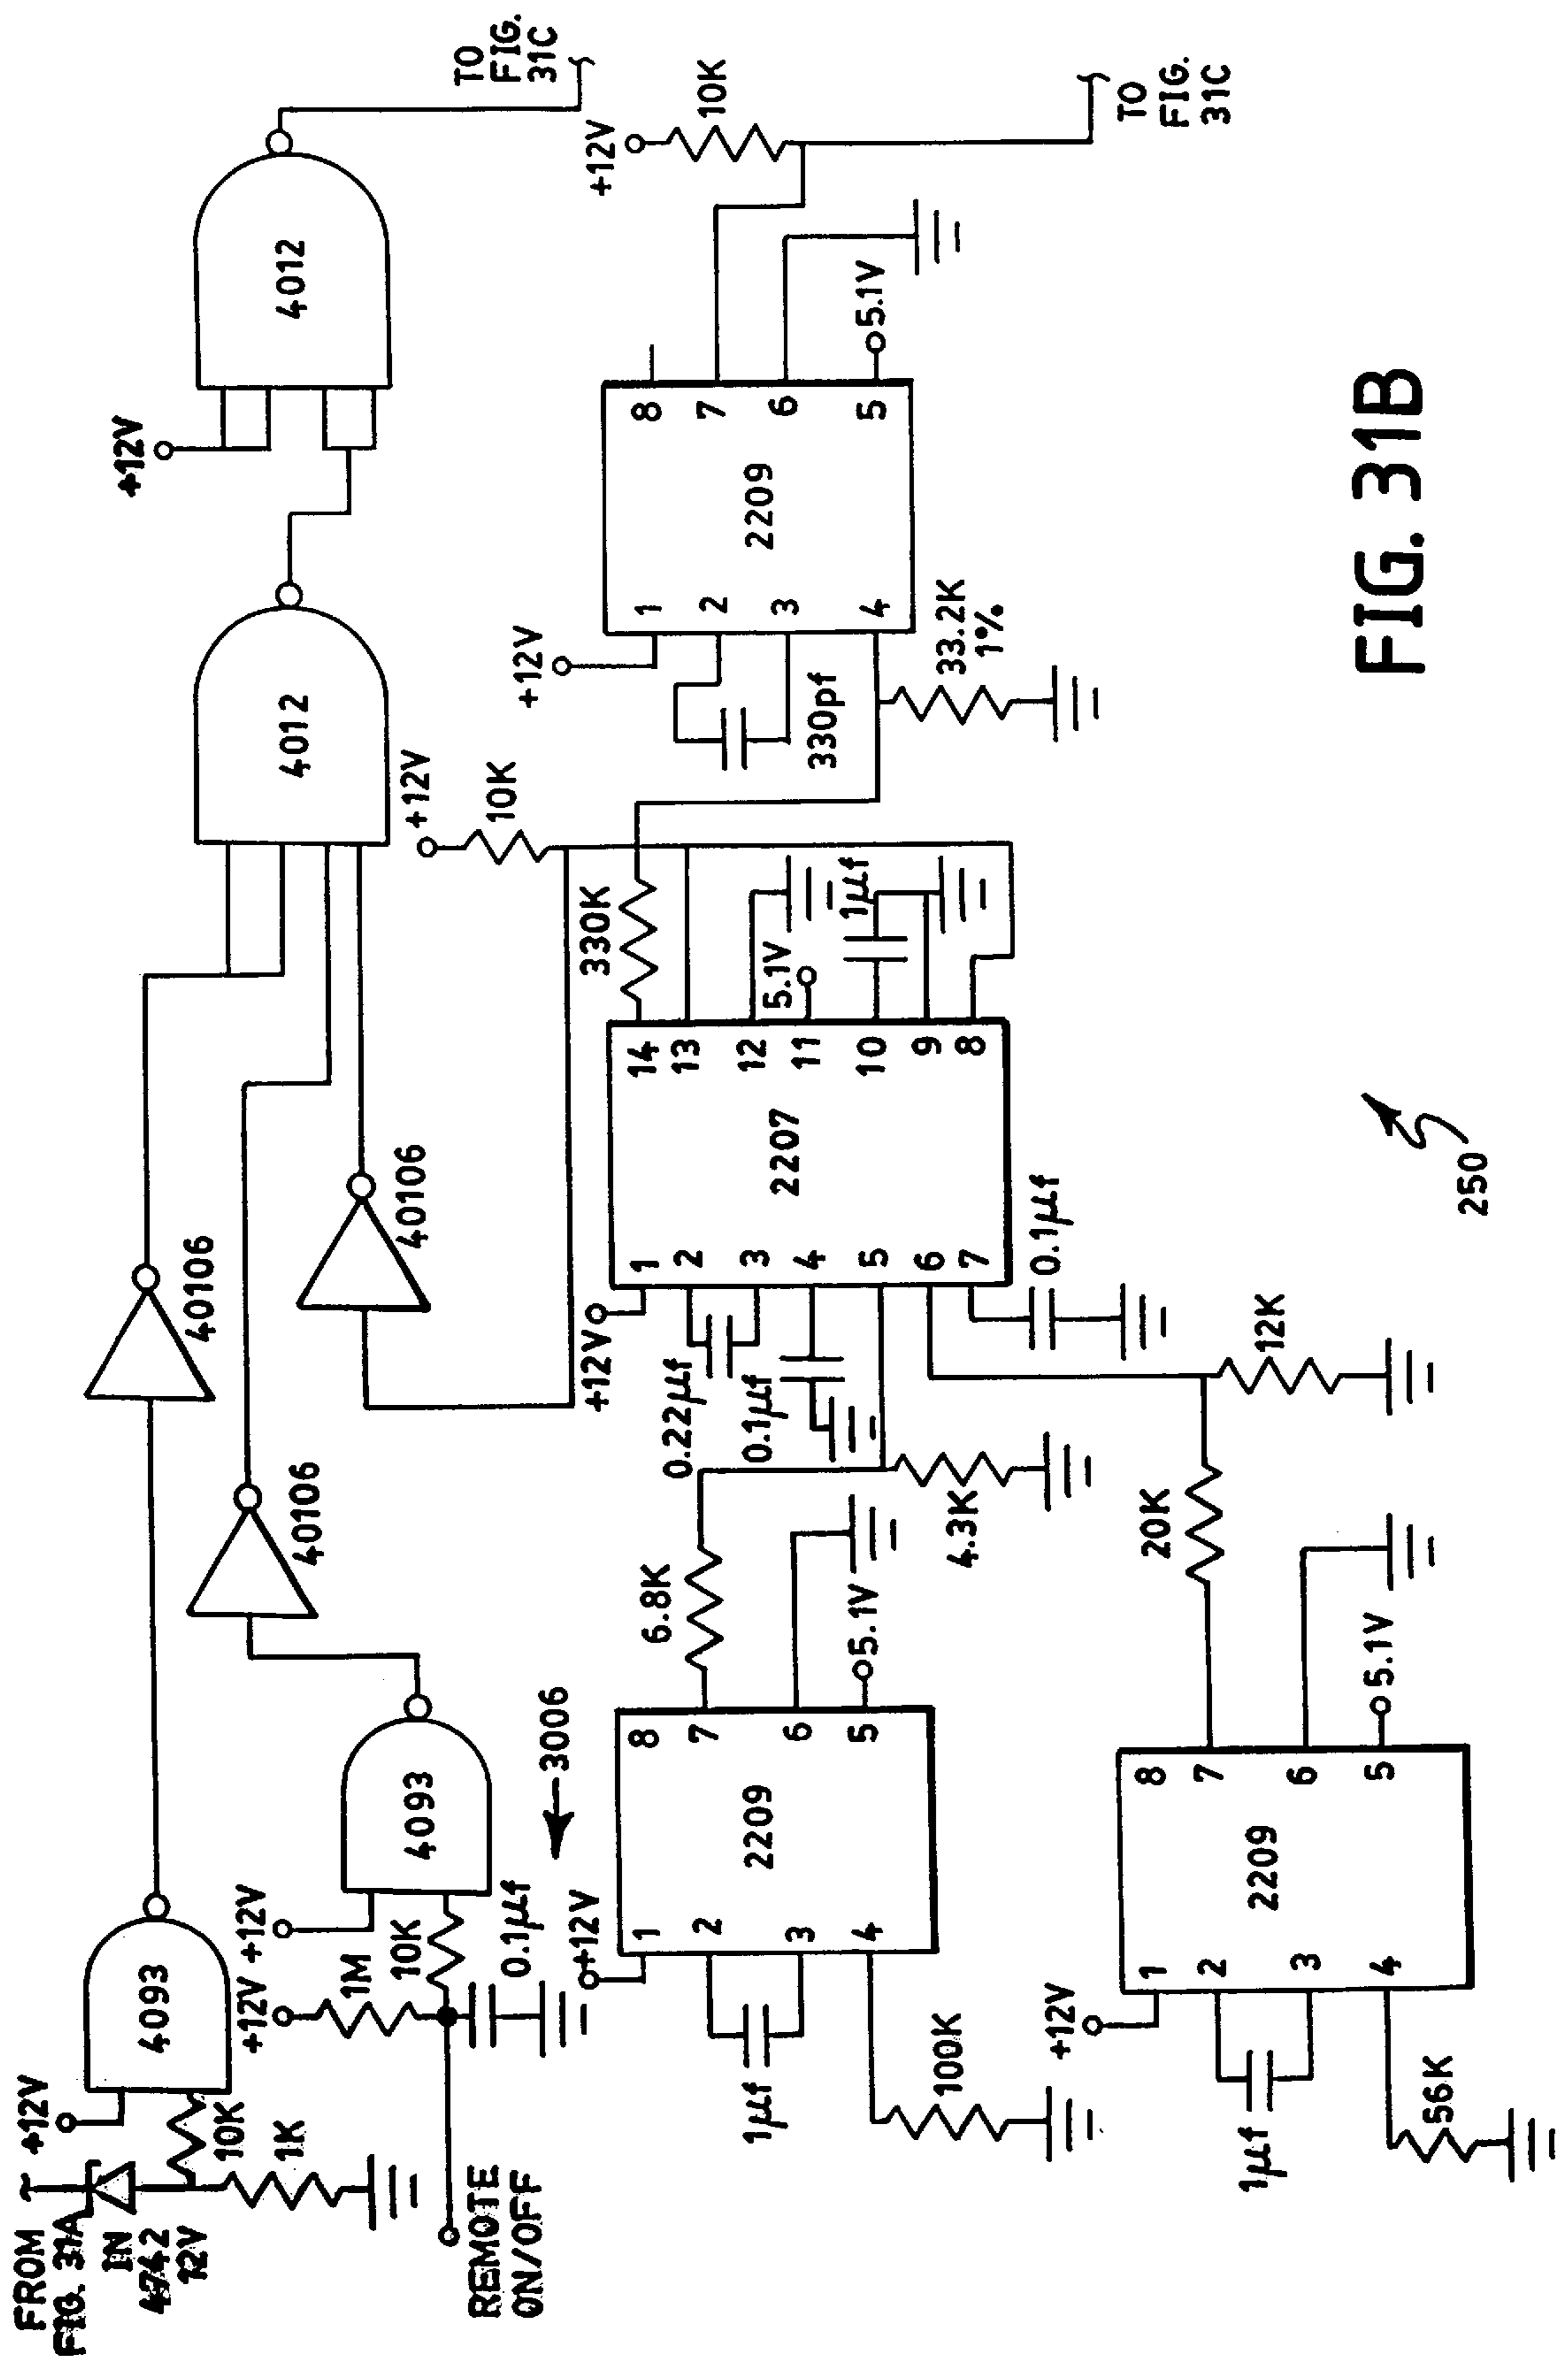 FROM
FIG. 31A
IN
4742
12V
+12V
10K
1K
4093
40106
+12V
+12V
1M
10K
0.1µf
4093
40106
REMOTE
ON/OFF
40106
4012
+12V
4012
TO
FIG.
31C
3006
+12V
1
2
3
4
2209
8
7
6
5
1µf
100K
6.8K
5.1V
4.3K
+12V
1
2
3
4
5
6
7
2207
14
13
12
11
10
9
8
0.22µf
0.1µf
0.1µf
330K
+12V
10K
5.1V
1µf
+12V
1
2
3
4
2209
8
7
6
5
330pf
33.2K
1%
5.1V
+12V
10K
TO
FIG.
31C
+12V
1
2
3
4
2209
8
7
6
5
1µf
56K
5.1V
20K
12K
250
FIG. 31B